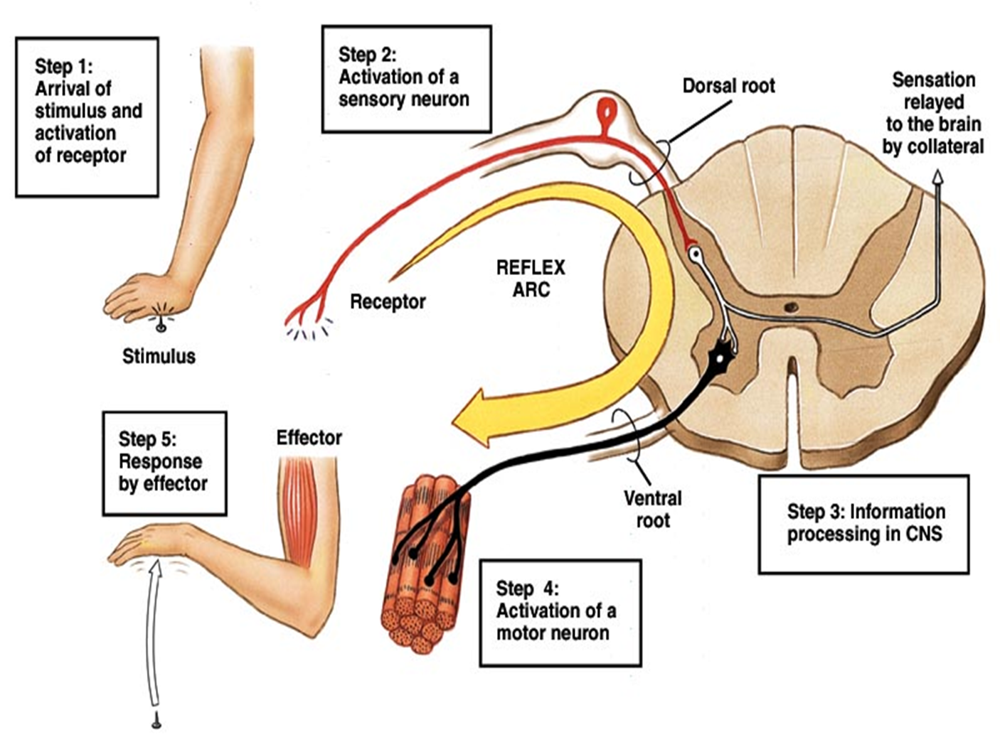 Step 1:
Arrival of
stimulus and
activation
of receptor
Stimulus
Step 2:
Activation of a
sensory neuron
Dorsal root
Sensation
relayed
to the brain
by collateral
REFLEX
ARC
Receptor
Step 5:
Response
by effector
Effector
Ventral
root
Step 3: Information
processing in CNS
Step 4:
Activation of a
motor neuron